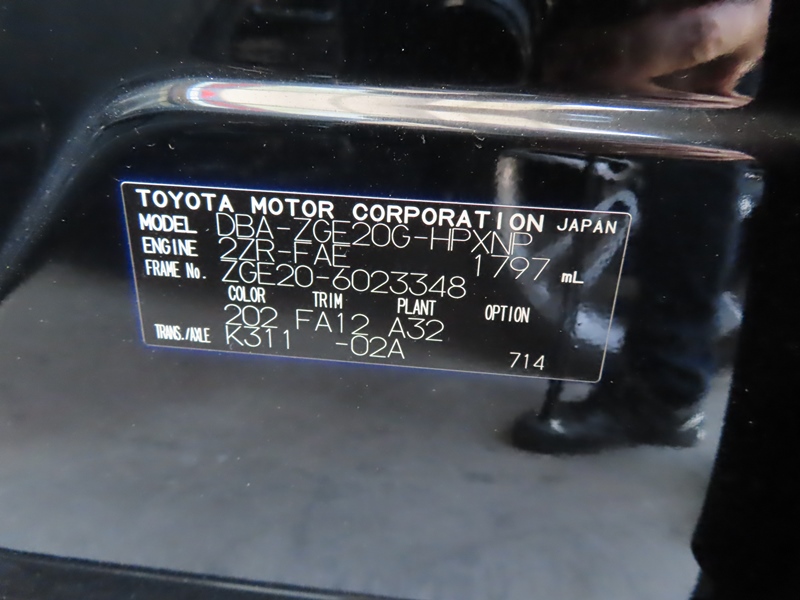 TOYOTA MOTOR CORPORATION JAPAN
MODEL DBA-ZGE20G-HPXNP
ENGINE 2ZR-FAE 1797 mL
FRAME No. ZGE20-6023348
COLOR TRIM PLANT OPTION
202 FA12 A32
TRANS./AXLE K311 -02A 714